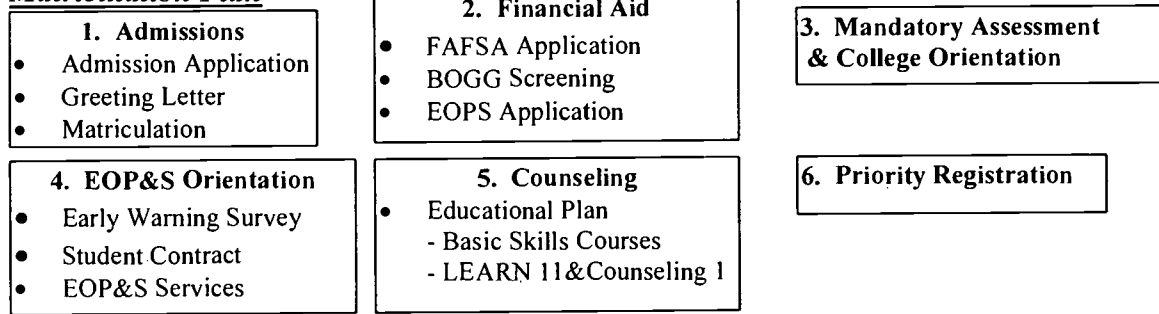 1. Admissions
• Admission Application
• Greeting Letter
• Matriculation
2. Financial Aid
• FAFSA Application
• BOGG Screening
• EOPS Application
3. Mandatory Assessment
& College Orientation
4. EOP&S Orientation
• Early Warning Survey
• Student Contract
• EOP&S Services
5. Counseling
• Educational Plan
- Basic Skills Courses
- LEARN 11&Counseling 1
6. Priority Registration